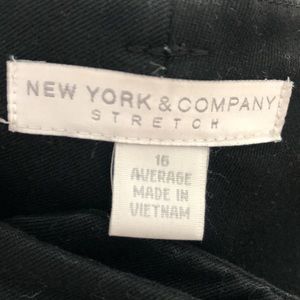 NEW YORK & COMPANY
STRETCH
16
AVERAGE
MADE IN
VIETNAM